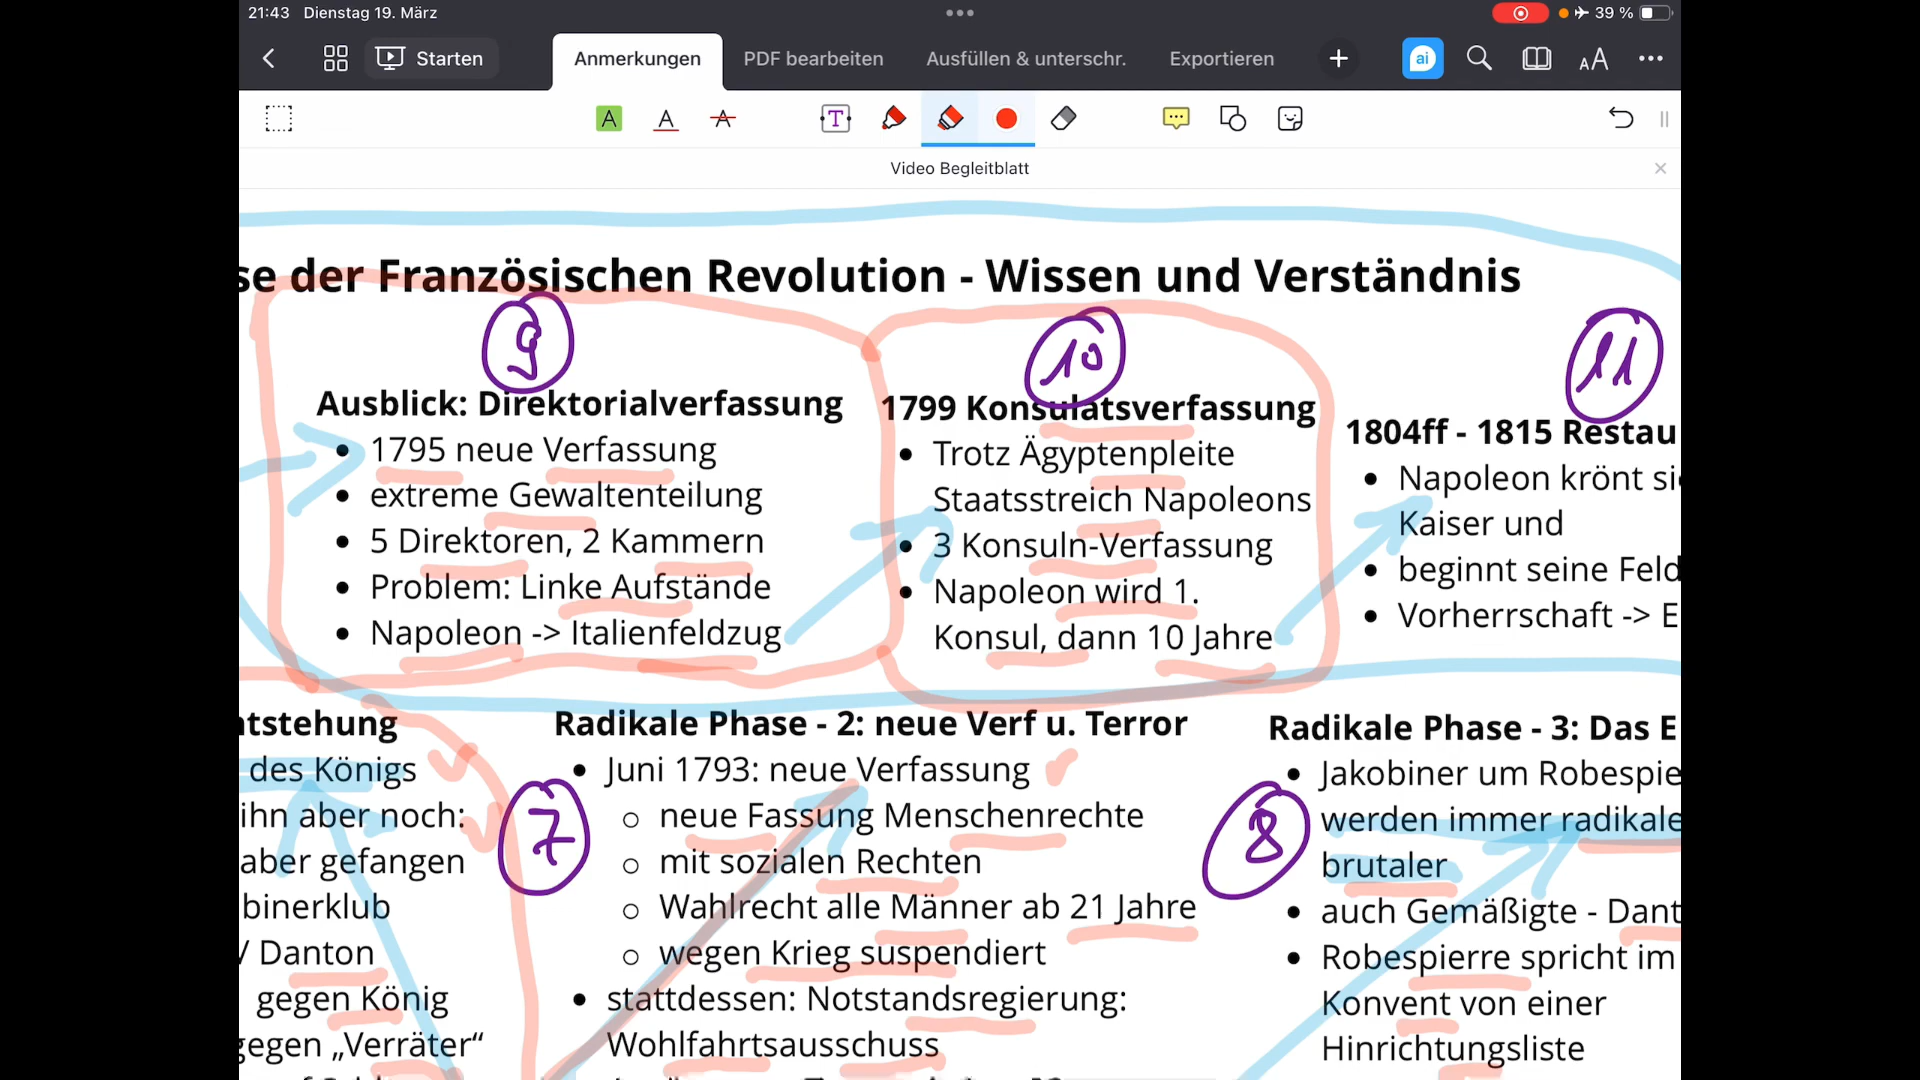 21:43 Dienstag 19. März
39 %
Starten
Anmerkungen
PDF bearbeiten
Ausfüllen & unterschr.
Exportieren
ai
AA
A A A T
Video Begleitblatt
se der Französischen Revolution - Wissen und Verständnis
9
10
11
Ausblick: Direktorialverfassung
• 1795 neue Verfassung
• extreme Gewaltenteilung
• 5 Direktoren, 2 Kammern
• Problem: Linke Aufstände
• Napoleon -> Italienfeldzug
1799 Konsulatsverfassung
• Trotz Ägyptenpleite
Staatsstreich Napoleons
• 3 Konsuln-Verfassung
• Napoleon wird 1.
Konsul, dann 10 Jahre
1804ff - 1815 Restau
• Napoleon krönt si
Kaiser und
• beginnt seine Feld
• Vorherrschaft -> E
ntstehung
des Königs
ihn aber noch:
aber gefangen
binerklub
/ Danton
gegen König
gegen „Verräter“
7
Radikale Phase - 2: neue Verf u. Terror
• Juni 1793: neue Verfassung
○ neue Fassung Menschenrechte
○ mit sozialen Rechten
○ Wahlrecht alle Männer ab 21 Jahre
○ wegen Krieg suspendiert
• stattdessen: Notstandsregierung:
Wohlfahrtsausschuss
8
Radikale Phase - 3: Das E
• Jakobiner um Robespie
werden immer radikale
brutaler
• auch Gemäßigte - Dant
• Robespierre spricht im
Konvent von einer
Hinrichtungsliste